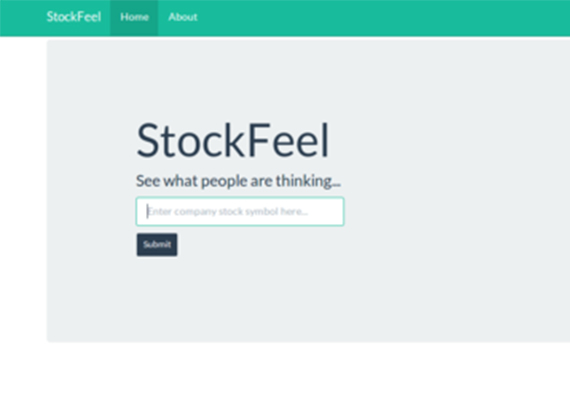 StockFeel Home About
StockFeel
See what people are thinking...
Enter company stock symbol here...
Submit